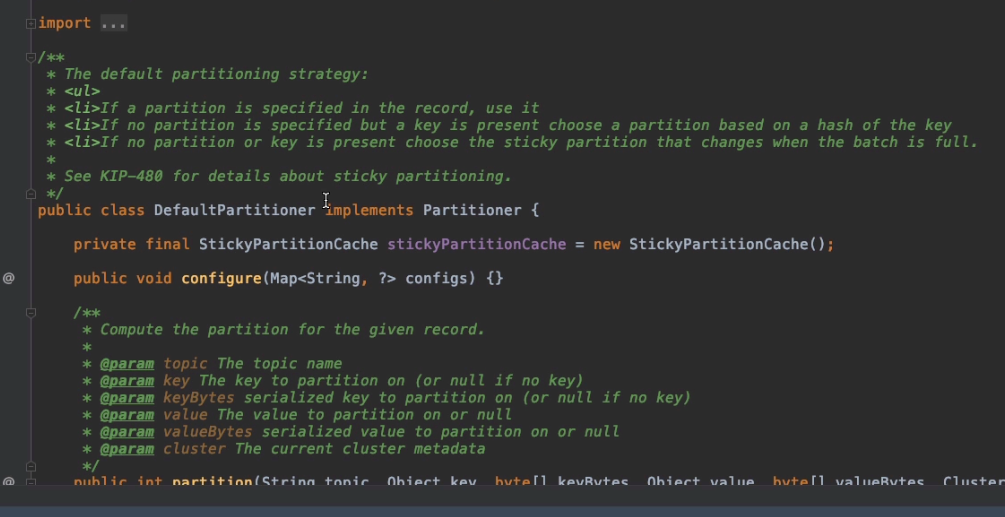 import ...
/**
 * The default partitioning strategy:
 * <ul>
 * <li>If a partition is specified in the record, use it
 * <li>If no partition is specified but a key is present choose a partition based on a hash of the key
 * <li>If no partition or key is present choose the sticky partition that changes when the batch is full.
 *
 * See KIP-480 for details about sticky partitioning.
 */
public class DefaultPartitioner implements Partitioner {
private final StickyPartitionCache stickyPartitionCache = new StickyPartitionCache();
@ public void configure(Map<String, ?> configs) {}
/**
 * Compute the partition for the given record.
 *
 * @param topic The topic name
 * @param key The key to partition on (or null if no key)
 * @param keyBytes serialized key to partition on (or null if no key)
 * @param value The value to partition on or null
 * @param valueBytes serialized value to partition on or null
 * @param cluster The current cluster metadata
 */
@ public int partition(String topic, Object key, byte[] keyBytes, Object value, byte[] valueBytes, Cluster